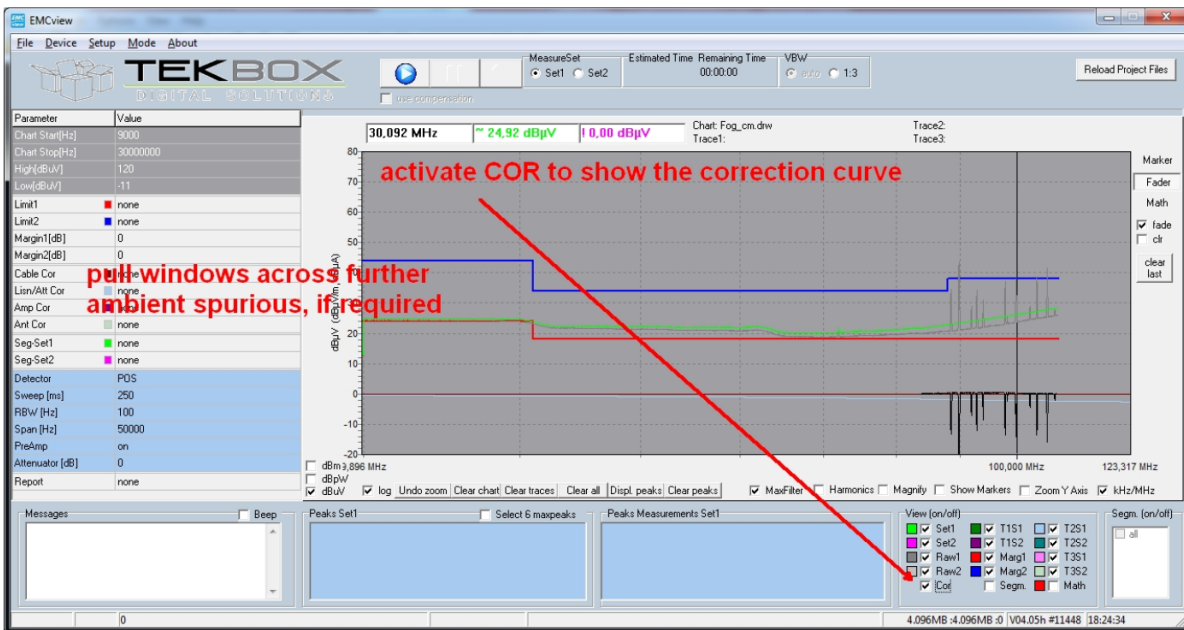 EMCview
File Device Setup Mode About
TEKBOX
DIGITAL SOLUTIONS
use compensation
MeasureSet
Set1 Set2
Estimated Time Remaining Time
00:00:00
VBW
auto 1:3
Reload Project Files
Parameter Value
Chart Start[Hz] 9000
Chart Stop[Hz] 30000000
High[dBuV] 120
Low[dBuV] -11
Limit1 none
Limit2 none
Margin1[dB] 0
Margin2[dB] 0
Cable Cor
Lisn/Att Cor none
Amp Cor
Ant Cor none
Seg-Set1 none
Seg-Set2 none
Detector POS
Sweep [ms] 250
RBW [Hz] 100
Span [Hz] 50000
PreAmp on
Attenuator [dB] 0
Report none
pull windows across further
ambient spurious, if required
30,092 MHz ~ 24,92 dBµV ! 0,00 dBµV
Chart: Fog_cm.drw
Trace1:
Trace2:
Trace3:
activate COR to show the correction curve
80
70
60
50
20
10
0
-10
-20
dBm 9,896 MHz
100,000 MHz
123,317 MHz
dBpW
dBuV log Undo zoom Clear chart Clear traces Clear all Displ. peaks Clear peaks MaxFilter Harmonics Magnify Show Markers Zoom Y Axis kHz/MHz
Marker
Fader
Math
fade
clr
clear
last
Messages Beep
Peaks Set1 Select 6 maxpeaks
Peaks Measurements Set1
View (on/off)
Set1 T1S1 T2S1
Set2 T1S2 T2S2
Raw1 Marg1 T3S1
Raw2 Marg2 T3S2
Cor Segm. Math
Segm. (on/off)
all
0
4.096MB :4.096MB :0 V04.05h #11448 18:24:34